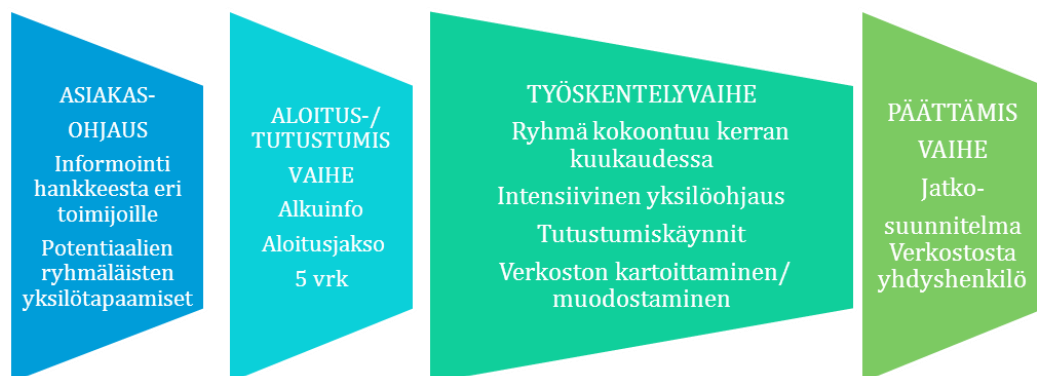 ASIAKAS-
OHJAUS
Informointi
hankkeesta eri
toimijoille
Potentiaalien
ryhmäläisten
yksilötapaamiset
ALOITUS-/
TUTUSTUMIS
VAIHE
Alkuinfo
Aloitusjakso
5 vrk
TYÖSKENTELYVAIHE
Ryhmä kokoontuu kerran
kuukaudessa
Intensiivinen yksilöohjaus
Tutustumiskäynnit
Verkoston kartoittaminen/
muodostaminen
PÄÄTTÄMIS
VAIHE
Jatko-
suunnitelma
Verkostosta
yhdyshenkilö